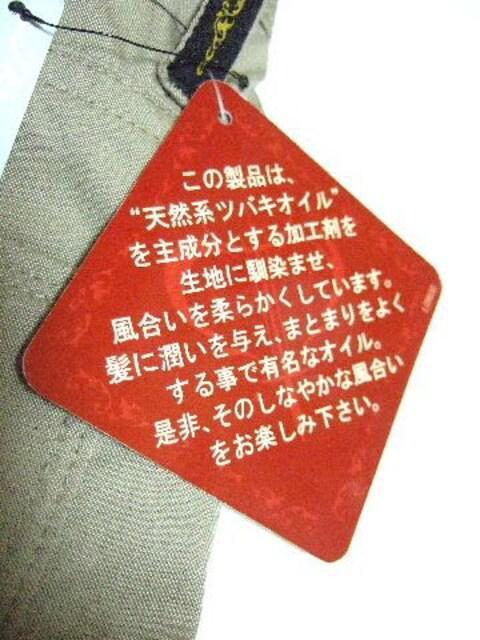 この製品は、
“天然系ツバキオイル”
を主成分とする加工剤を
生地に馴染ませ、
風合いを柔らかくしています。
髪に潤いを与え、まとまりをよく
する事で有名なオイル。
是非、そのしなやかな風合い
をお楽しみ下さい。